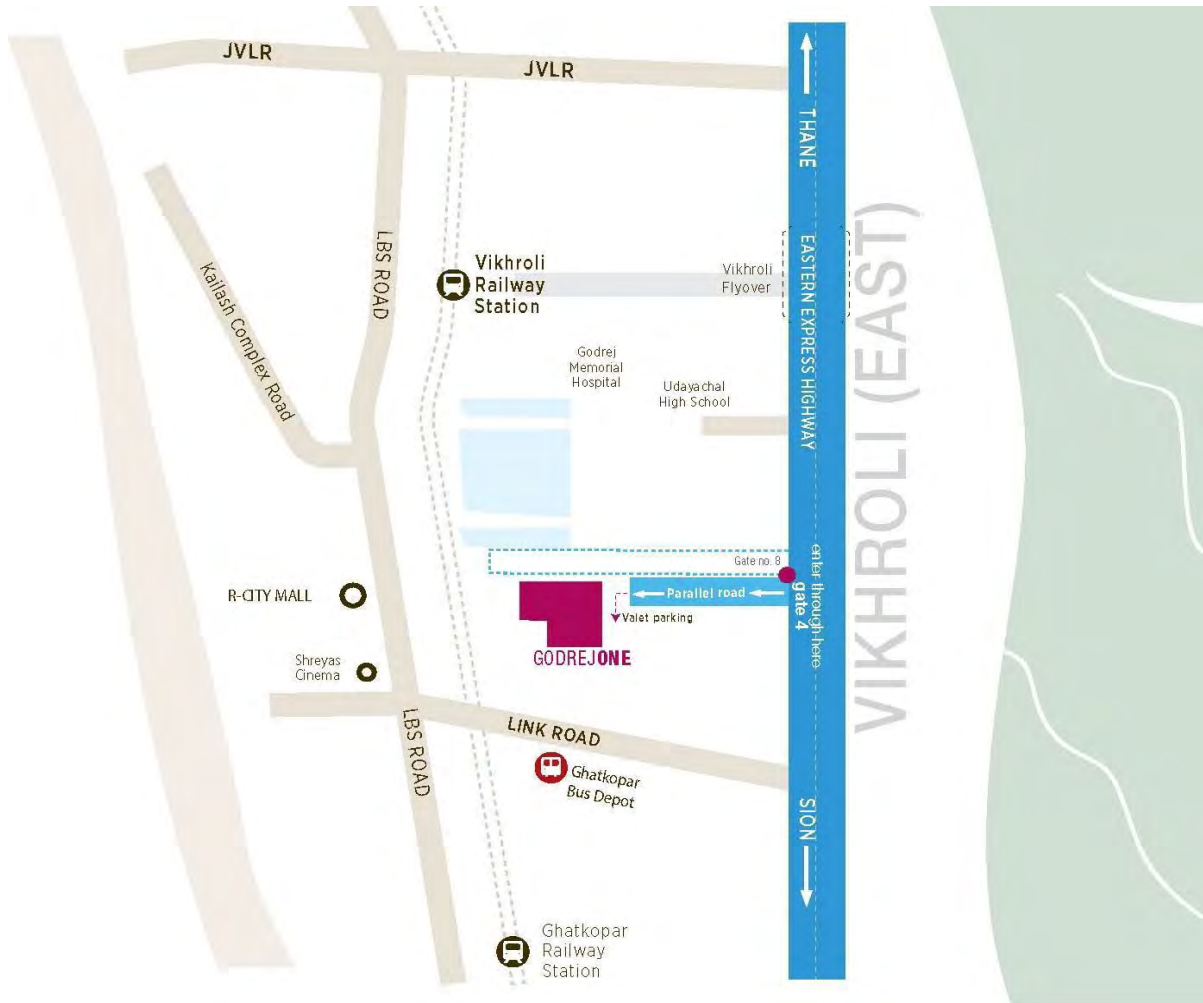 JVLR
JVLR
THANE
LBS ROAD
Kailash Complex Road
Vikhroli
Railway
Station
Vikhroli
Flyover
EASTERN EXPRESS HIGHWAY
VIKHROLI (EAST)
Godrej
Memorial
Hospital
Udayachal
High School
Gate no. 8
enter through-here
gate 4
Parallel road
Valet parking
R-CITY MALL
GODREJONE
Shreyas
Cinema
LBS ROAD
LINK ROAD
Ghatkopar
Bus Depot
SION
Ghatkopar
Railway
Station